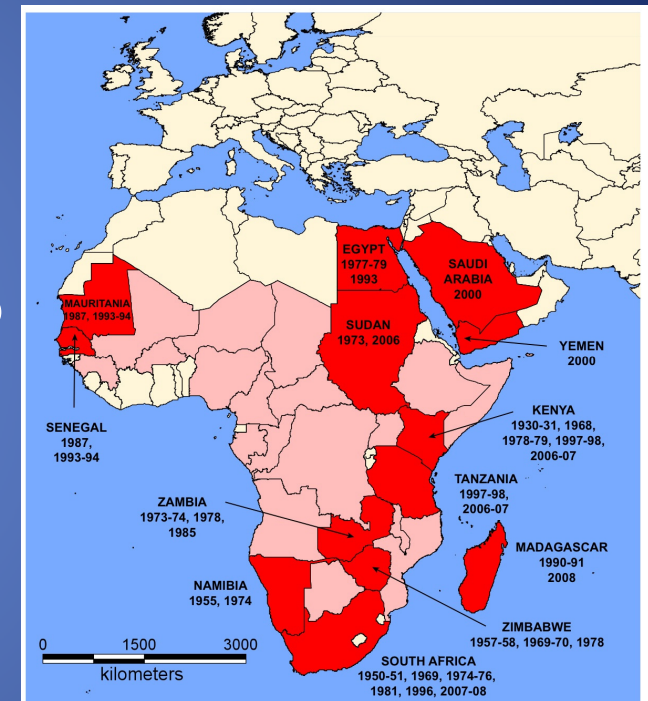 EGYPT
1977-79
1993
SAUDI
ARABIA
2000
MAURITANIA
1987, 1993-94
SUDAN
1973, 2006
YEMEN
2000
SENEGAL
1987,
1993-94
KENYA
1930-31, 1968,
1978-79, 1997-98,
2006-07
TANZANIA
1997-98,
2006-07
ZAMBIA
1973-74, 1978,
1985
MADAGASCAR
1990-91
2008
NAMIBIA
1955, 1974
ZIMBABWE
1957-58, 1969-70, 1978
0 1500 3000
kilometers
SOUTH AFRICA
1950-51, 1969, 1974-76,
1981, 1996, 2007-08